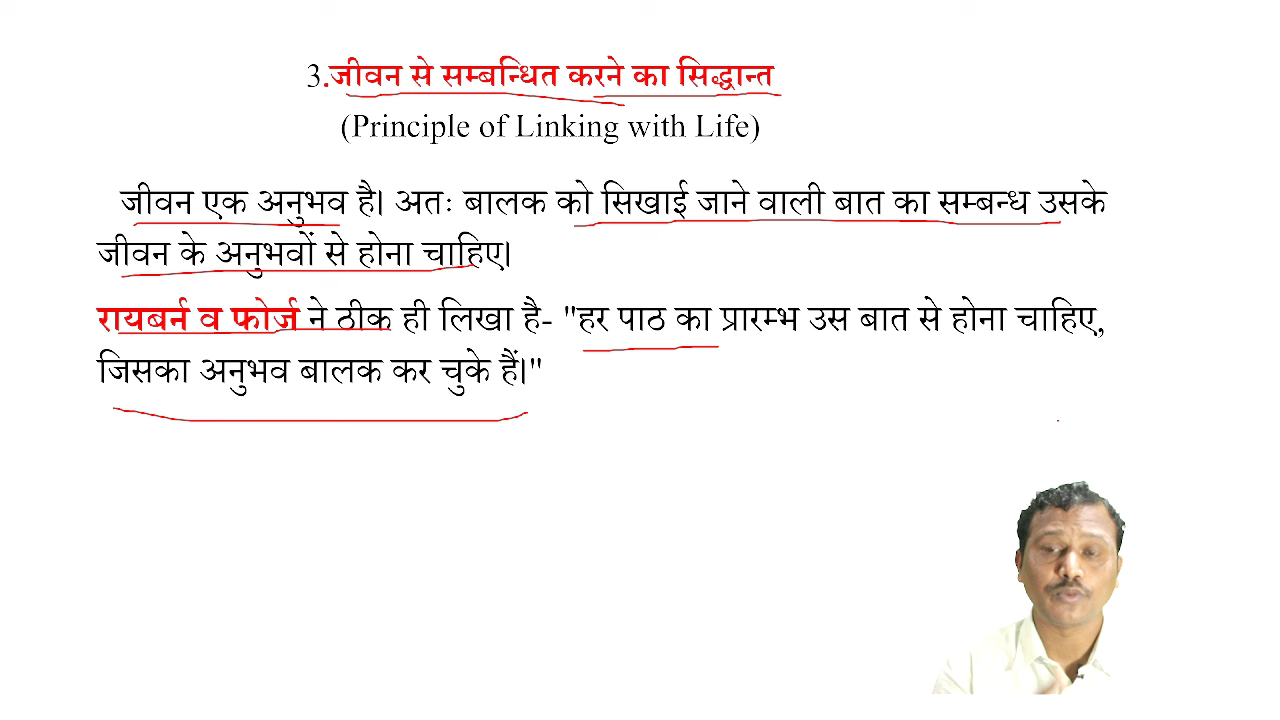 3.जीवन से सम्बन्धित करने का सिद्धान्त
(Principle of Linking with Life)
जीवन एक अनुभव है। अतः बालक को सिखाई जाने वाली बात का सम्बन्ध उसके
जीवन के अनुभवों से होना चाहिए।
रायबर्न व फोर्ज ने ठीक ही लिखा है- "हर पाठ का प्रारम्भ उस बात से होना चाहिए,
जिसका अनुभव बालक कर चुके हैं।"